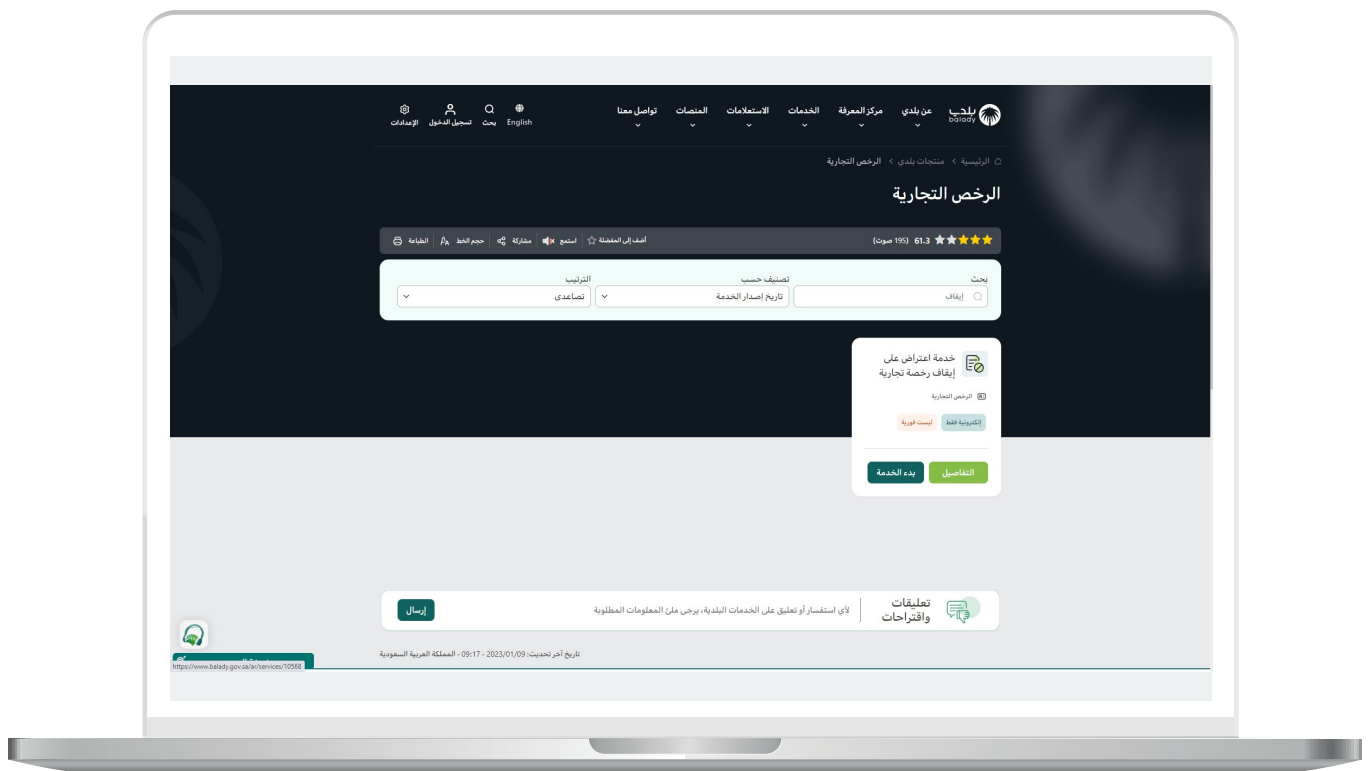 بلدي
balady
عن بلدي
مركز المعرفة
الخدمات
الاستعلامات
المنصات
تواصل معنا
English
بحث
تسجيل الدخول
الإعدادات
الرئيسية > منتجات بلدي > الرخص التجارية
الرخص التجارية
61.3 (195 صوت)
أضف إلى المفضلة
استمع
مشاركة
حجم الخط
الطباعة
بحث
تصنيف حسب
الترتيب
إيقاف
تاريخ اصدار الخدمة
تصاعدى
خدمة اعتراض على
إيقاف رخصة تجارية
الرخص التجارية
إلكترونية فقط
ليست فورية
التفاصيل
بدء الخدمة
تعليقات
واقتراحات
لأي استفسار أو تعليق على الخدمات البلدية، يرجى ملئ المعلومات المطلوبة
إرسال
تاريخ آخر تحديث: 2023/01/09 - 09:17 - المملكة العربية السعودية
https://www.balady.gov.sa/ar/services/10568